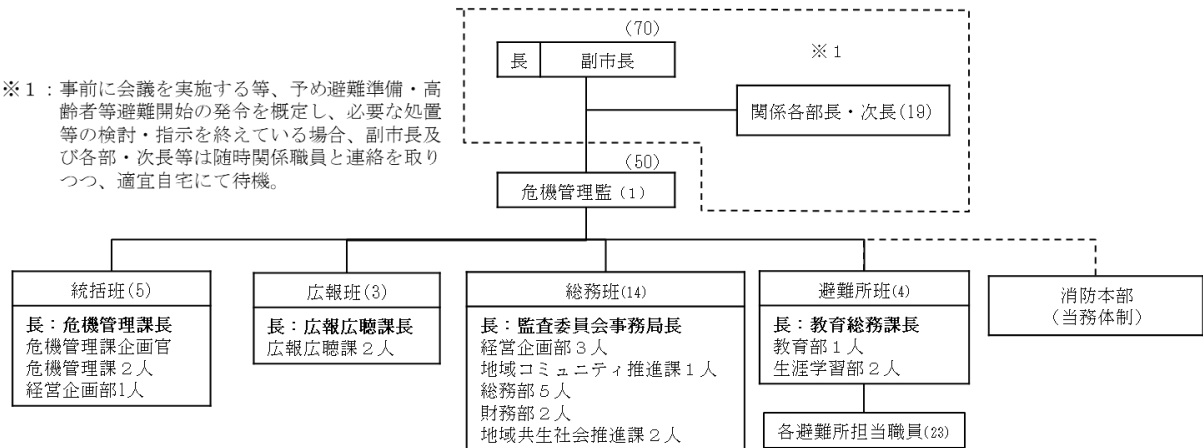 (70)
長 副市長
※１
※１：事前に会議を実施する等、予め避難準備・高
齢者等避難開始の発令を概定し、必要な処置
等の検討・指示を終えている場合、副市長及
び各部・次長等は随時関係職員と連絡を取り
つつ、適宜自宅にて待機。
関係各部長・次長(19)
(50)
危機管理監（1）
統括班(5)
長：危機管理課長
危機管理課企画官
危機管理課２人
経営企画部1人
広報班(3)
長：広報広聴課長
広報広聴課２人
総務班(14)
長：監査委員会事務局長
経営企画部３人
地域コミュニティ推進課１人
総務部５人
財務部２人
地域共生社会推進課２人
避難所班(4)
長：教育総務課長
教育部１人
生涯学習部２人
各避難所担当職員(23)
消防本部
（当務体制）